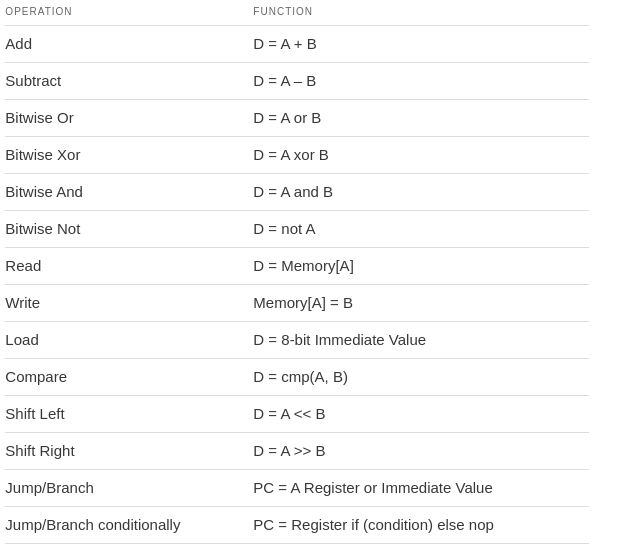 OPERATION FUNCTION
Add D = A + B
Subtract D = A – B
Bitwise Or D = A or B
Bitwise Xor D = A xor B
Bitwise And D = A and B
Bitwise Not D = not A
Read D = Memory[A]
Write Memory[A] = B
Load D = 8-bit Immediate Value
Compare D = cmp(A, B)
Shift Left D = A << B
Shift Right D = A >> B
Jump/Branch PC = A Register or Immediate Value
Jump/Branch conditionally PC = Register if (condition) else nop